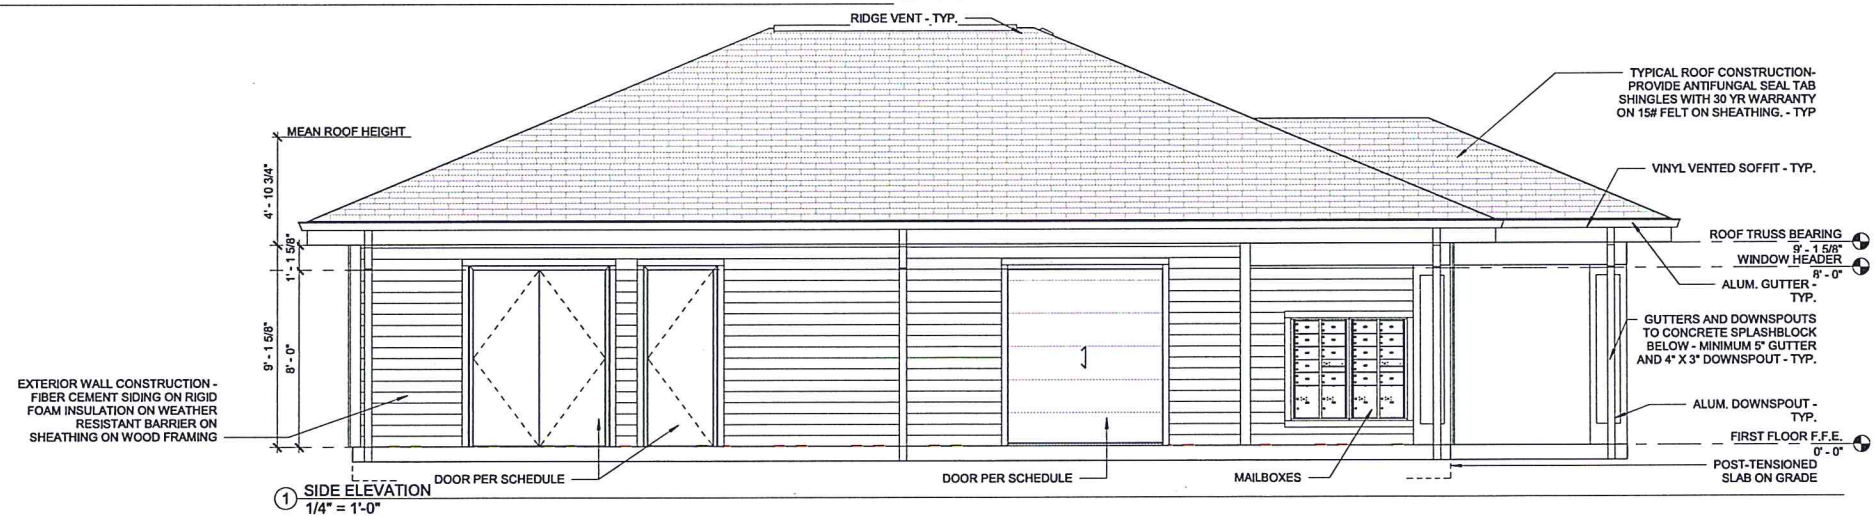 RIDGE VENT - TYP.
TYPICAL ROOF CONSTRUCTION-
PROVIDE ANTIFUNGAL SEAL TAB
SHINGLES WITH 30 YR WARRANTY
ON 15# FELT ON SHEATHING. - TYP
MEAN ROOF HEIGHT
VINYL VENTED SOFFIT - TYP.
4' - 10 3/4"
1' - 1 5/8"
9' - 1 5/8"
8' - 0"
ROOF TRUSS BEARING
9' - 1 5/8"
WINDOW HEADER
8' - 0"
ALUM. GUTTER -
TYP.
GUTTERS AND DOWNSPOUTS
TO CONCRETE SPLASHBLOCK
BELOW - MINIMUM 5" GUTTER
AND 4" X 3" DOWNSPOUT - TYP.
EXTERIOR WALL CONSTRUCTION -
FIBER CEMENT SIDING ON RIGID
FOAM INSULATION ON WEATHER
RESISTANT BARRIER ON
SHEATHING ON WOOD FRAMING
ALUM. DOWNSPOUT -
TYP.
FIRST FLOOR F.F.E.
0' - 0"
POST-TENSIONED
SLAB ON GRADE
DOOR PER SCHEDULE
DOOR PER SCHEDULE
MAILBOXES
1 SIDE ELEVATION
1/4" = 1'-0"